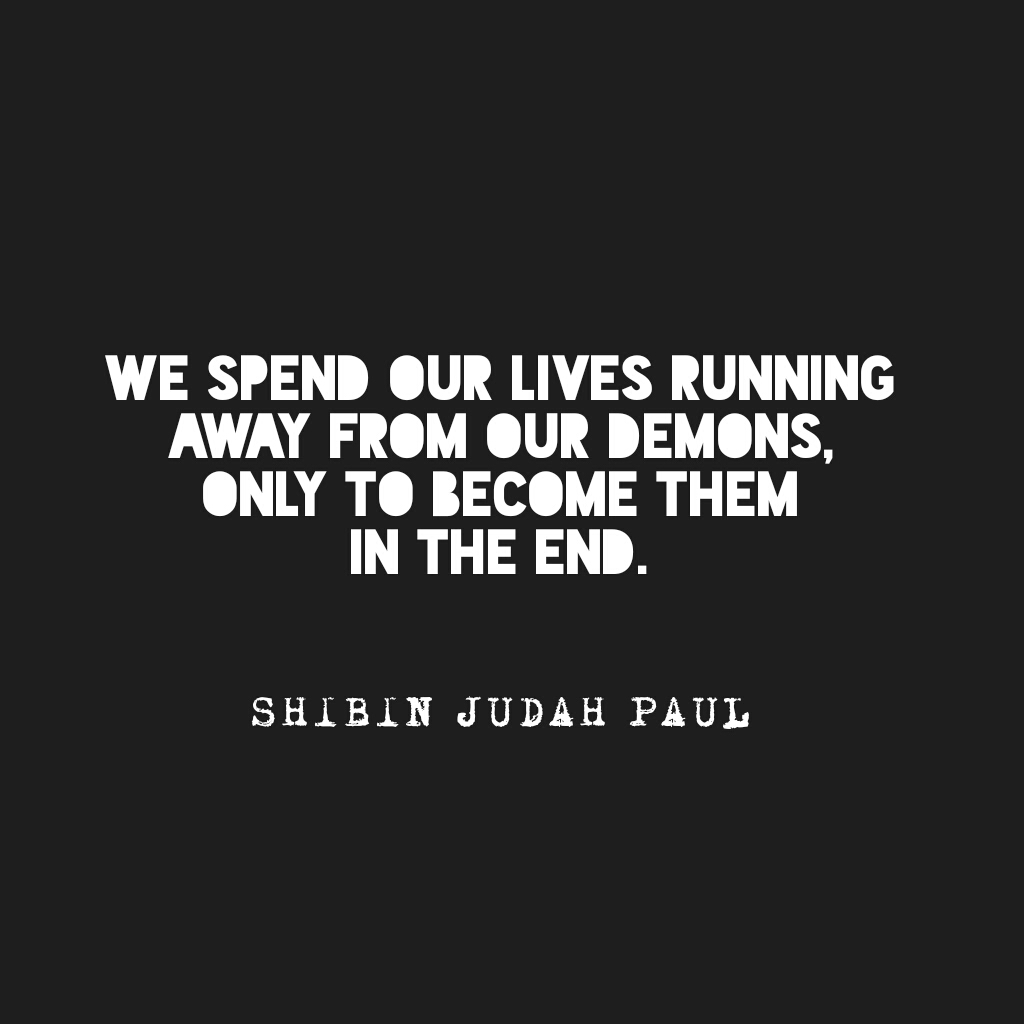 WE SPEND OUR LIVES RUNNING
AWAY FROM OUR DEMONS,
ONLY TO BECOME THEM
IN THE END.
SHIBIN JUDAH PAUL